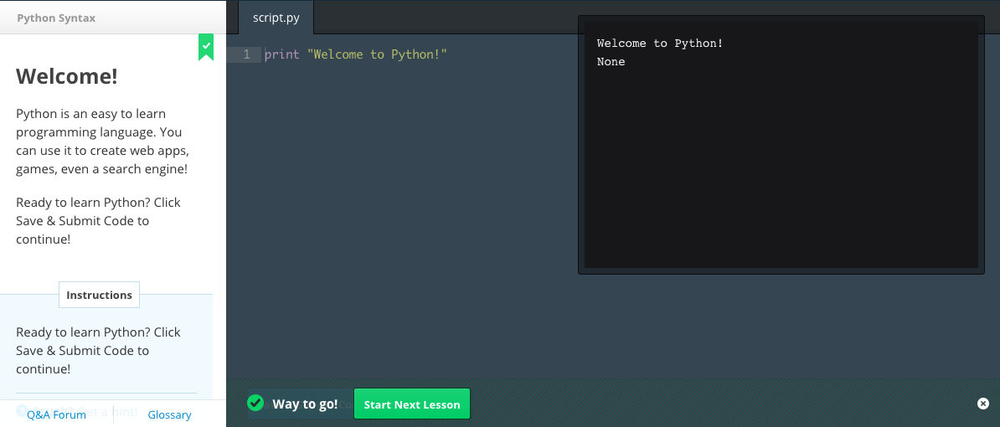 Python Syntax
Welcome!
Python is an easy to learn
programming language. You
can use it to create web apps,
games, even a search engine!
Ready to learn Python? Click
Save & Submit Code to
continue!
Instructions
Ready to learn Python? Click
Save & Submit Code to
continue!
Get a hint!
Q&A Forum
Glossary
script.py
1 print "Welcome to Python!"
Welcome to Python!
None
Way to go!
Start Next Lesson